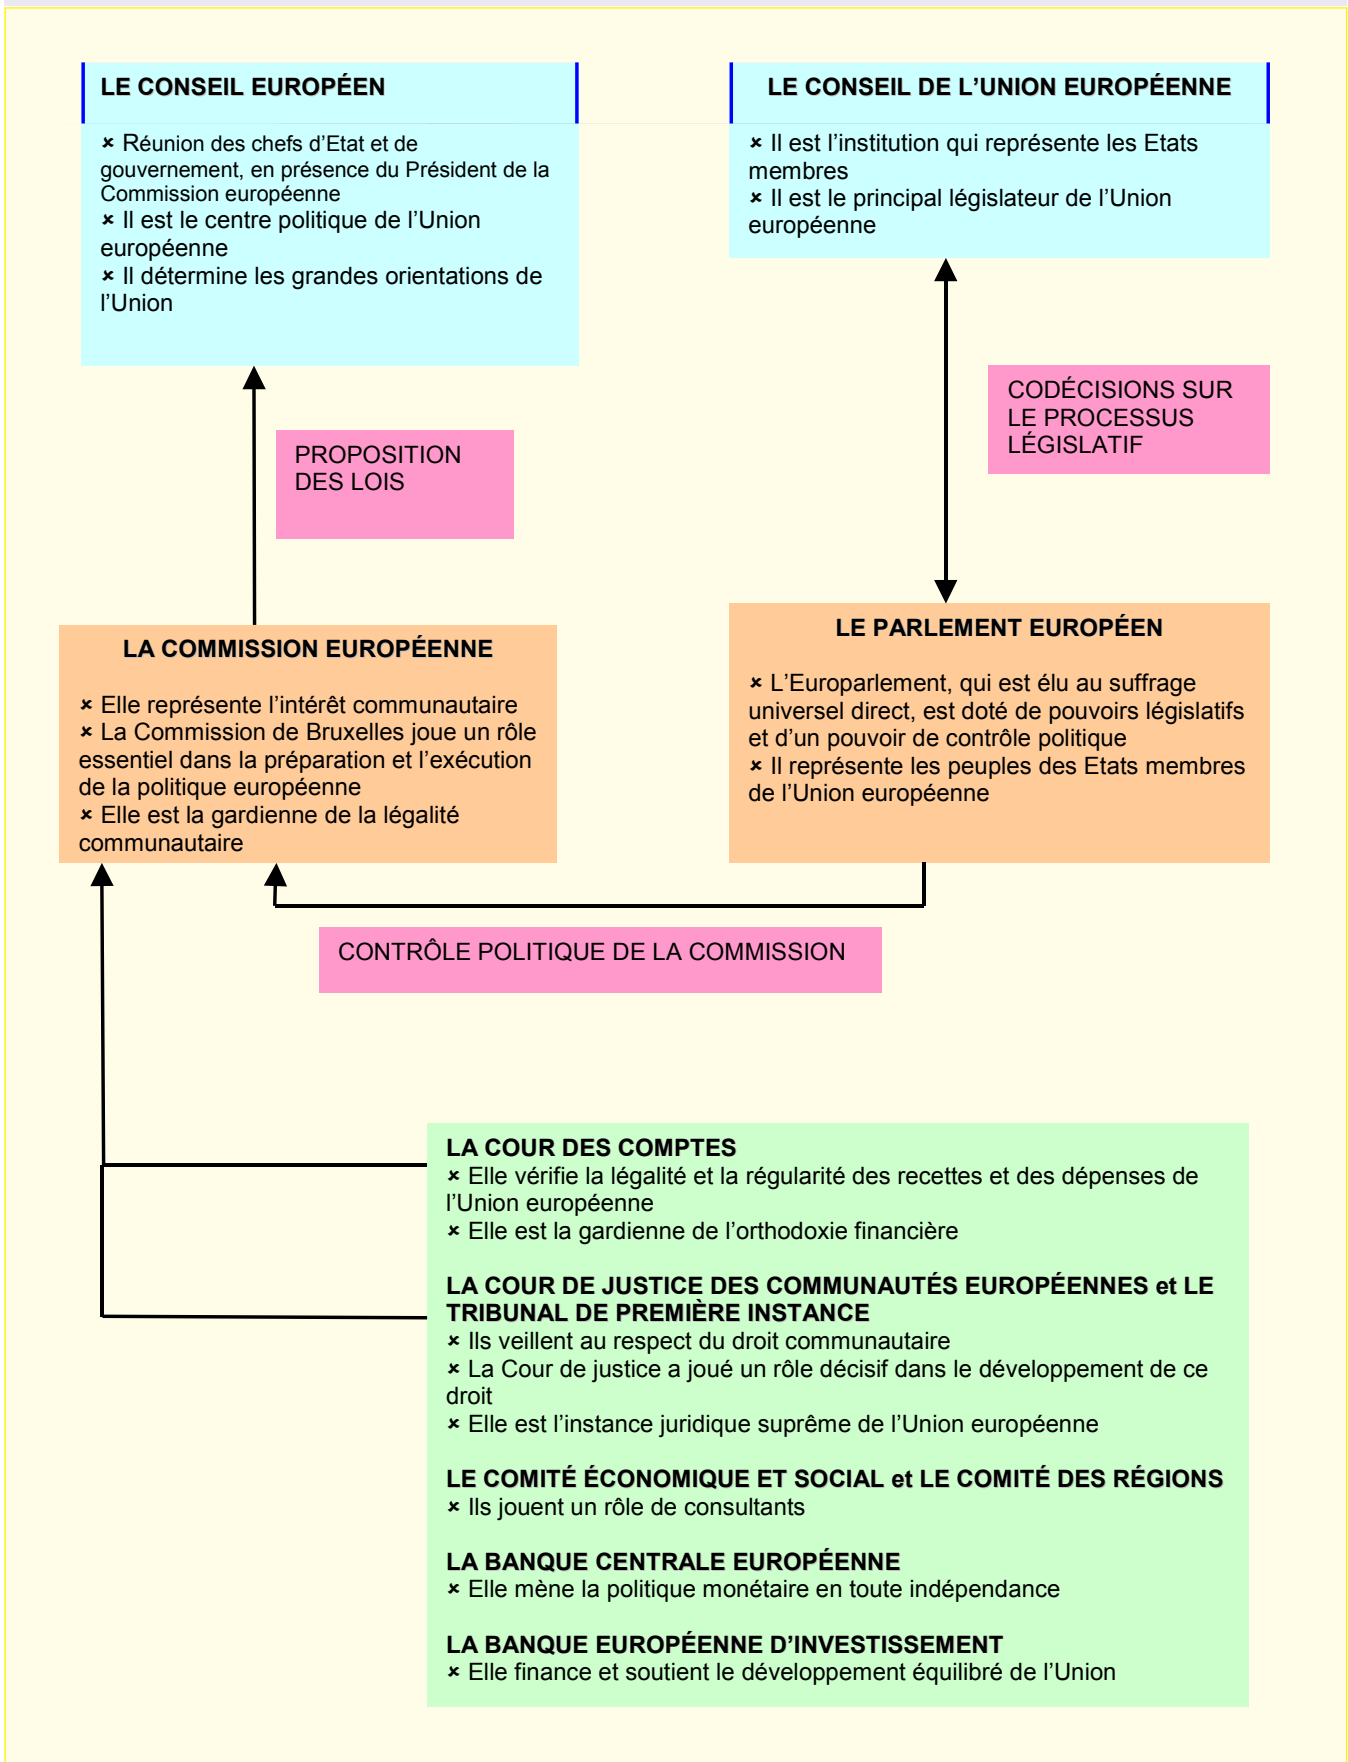 LE CONSEIL EUROPÉEN
× Réunion des chefs d’Etat et de
gouvernement, en présence du Président de la
Commission européenne
× Il est le centre politique de l’Union
européenne
× Il détermine les grandes orientations de
l’Union
LE CONSEIL DE L’UNION EUROPÉENNE
× Il est l’institution qui représente les Etats
membres
× Il est le principal législateur de l’Union
européenne
PROPOSITION
DES LOIS
CODÉCISIONS SUR
LE PROCESSUS
LÉGISLATIF
LA COMMISSION EUROPÉENNE
× Elle représente l’intérêt communautaire
× La Commission de Bruxelles joue un rôle
essentiel dans la préparation et l’exécution
de la politique européenne
× Elle est la gardienne de la légalité
communautaire
LE PARLEMENT EUROPÉEN
× L’Europarlement, qui est élu au suffrage
universel direct, est doté de pouvoirs législatifs
et d’un pouvoir de contrôle politique
× Il représente les peuples des Etats membres
de l’Union européenne
CONTRÔLE POLITIQUE DE LA COMMISSION
LA COUR DES COMPTES
× Elle vérifie la légalité et la régularité des recettes et des dépenses de
l’Union européenne
× Elle est la gardienne de l’orthodoxie financière
LA COUR DE JUSTICE DES COMMUNAUTÉS EUROPÉENNES et LE
TRIBUNAL DE PREMIÈRE INSTANCE
× Ils veillent au respect du droit communautaire
× La Cour de justice a joué un rôle décisif dans le développement de ce
droit
× Elle est l’instance juridique suprême de l’Union européenne
LE COMITÉ ÉCONOMIQUE ET SOCIAL et LE COMITÉ DES RÉGIONS
× Ils jouent un rôle de consultants
LA BANQUE CENTRALE EUROPÉENNE
× Elle mène la politique monétaire en toute indépendance
LA BANQUE EUROPÉENNE D’INVESTISSEMENT
× Elle finance et soutient le développement équilibré de l’Union